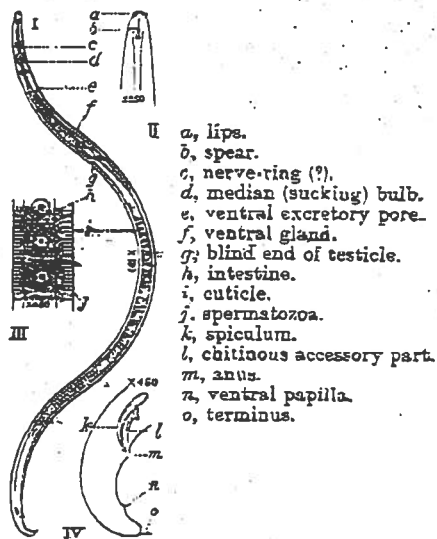 I
a
b
c
d
e
f
II
g
h
i
j
III
k
l
m
n
o
IV
×450
a, lips.
b, spear.
c, nerve-ring (?).
d, median (sucking) bulb.
e, ventral excretory pore.
f, ventral gland.
g; blind end of testicle.
h, intestine.
i, cuticle.
j. spermatozoa.
k, spiculum.
l, chitinous accessory part.
m, anus.
n, ventral papilla.
o, terminus.